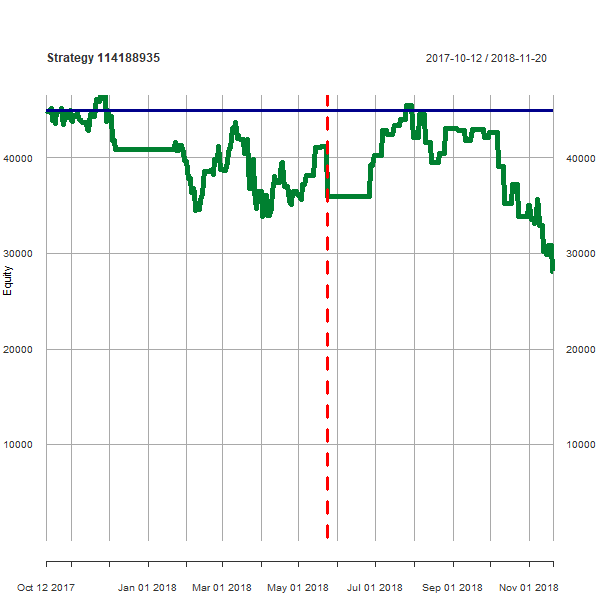 Strategy 114188935
2017-10-12 / 2018-11-20
40000
40000
30000
30000
Equity
20000
20000
10000
10000
Oct 12 2017
Jan 01 2018
Mar 01 2018
May 01 2018
Jul 01 2018
Sep 01 2018
Nov 01 2018